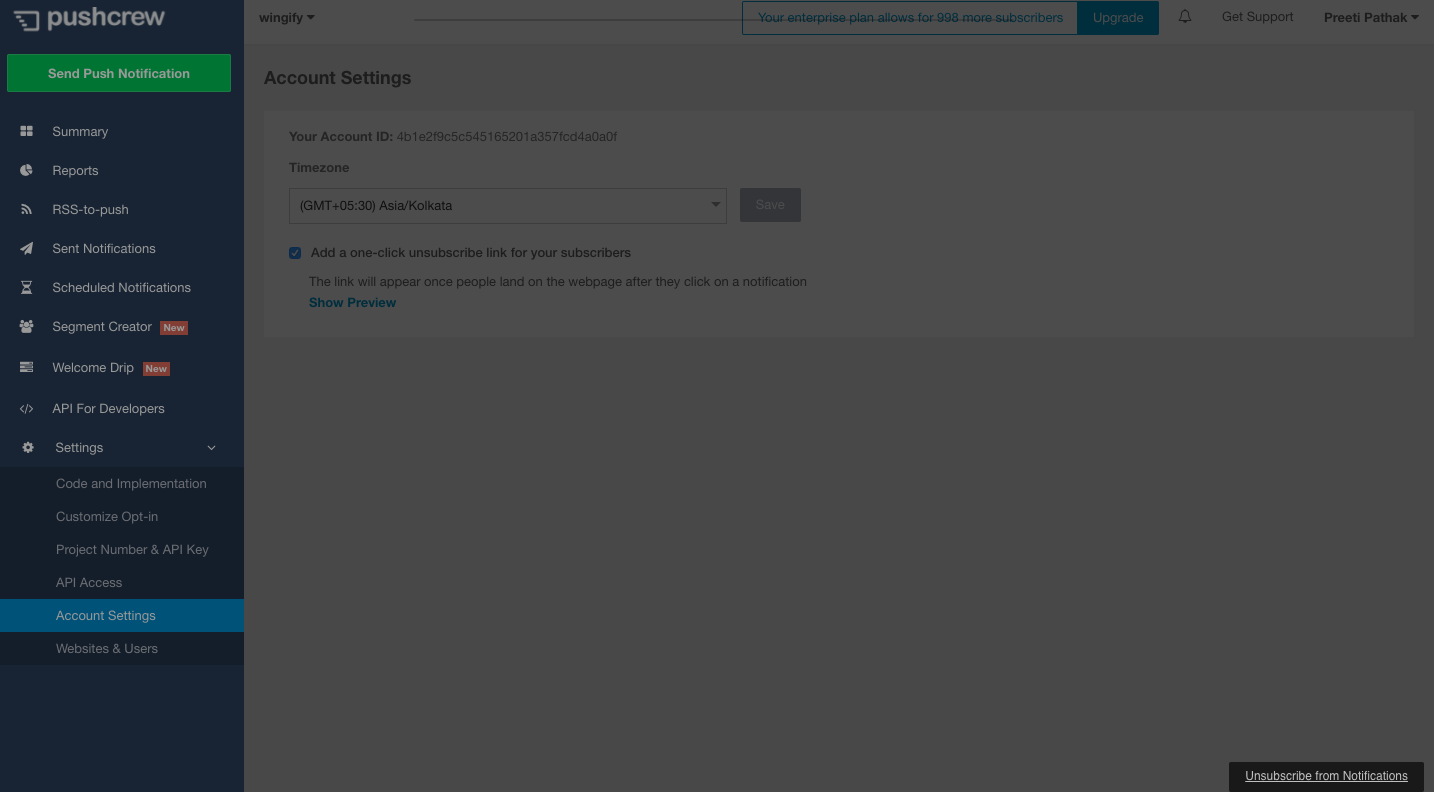 pushcrew
wingify
Your enterprise plan allows for 998 more subscribers
Upgrade
Get Support
Preeti Pathak
Send Push Notification
Summary
Reports
RSS-to-push
Sent Notifications
Scheduled Notifications
Segment Creator New
Welcome Drip New
API For Developers
Settings
Code and Implementation
Customize Opt-in
Project Number & API Key
API Access
Account Settings
Websites & Users
Account Settings
Your Account ID: 4b1e2f9c5c545165201a357fcd4a0a0f
Timezone
(GMT+05:30) Asia/Kolkata
Save
Add a one-click unsubscribe link for your subscribers
The link will appear once people land on the webpage after they click on a notification
Show Preview
Unsubscribe from Notifications